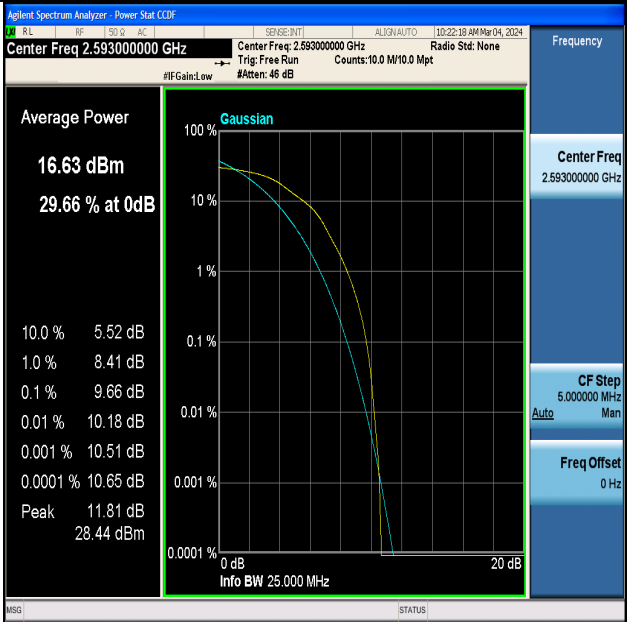 Agilent Spectrum Analyzer - Power Stat CCDF
LXI RL RF 50 Ω AC SENSE:INT ALIGN AUTO 10:22:18 AM Mar 04, 2024
Center Freq 2.593000000 GHz
Center Freq: 2.593000000 GHz Radio Std: None
Trig: Free Run Counts:10.0 M/10.0 Mpt
#IFGain:Low #Atten: 46 dB
Frequency
Average Power
16.63 dBm
29.66 % at 0dB
10.0 % 5.52 dB
1.0 % 8.41 dB
0.1 % 9.66 dB
0.01 % 10.18 dB
0.001 % 10.51 dB
0.0001 % 10.65 dB
Peak 11.81 dB
28.44 dBm
Gaussian
100 %
10 %
1 %
0.1 %
0.01 %
0.001 %
0.0001 %
0 dB 20 dB
Info BW 25.000 MHz
Center Freq
2.593000000 GHz
CF Step
5.000000 MHz
Auto Man
Freq Offset
0 Hz
MSG STATUS